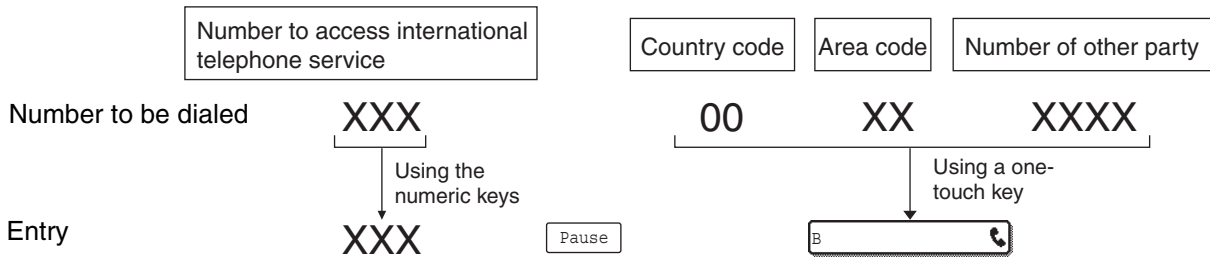 Number to access international
telephone service
Country code
Area code
Number of other party
Number to be dialed
XXX
00
XX
XXXX
Using the
numeric keys
Using a one-
touch key
Entry
XXX
Pause
B